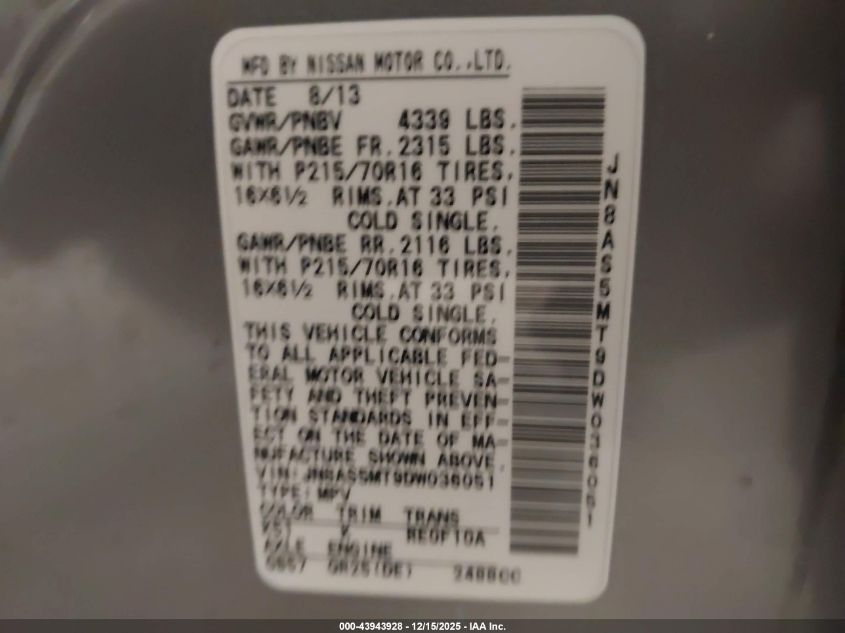 MFD BY NISSAN MOTOR CO.,LTD.
DATE 8/13
GVWR/PNBV 4339 LBS.
GAWR/PNBE FR. 2315 LBS.
WITH P215/70R16 TIRES,
16X6½ RIMS. AT 33 PSI
COLD SINGLE.
GAWR/PNBE RR. 2116 LBS.
WITH P215/70R16 TIRES,
16X6½ RIMS. AT 33 PSI
COLD SINGLE.
THIS VEHICLE CONFORMS
TO ALL APPLICABLE FED-
ERAL MOTOR VEHICLE SA-
FETY AND THEFT PREVEN-
TION STANDARDS IN EFF-
ECT ON THE DATE OF MA-
NUFACTURE SHOWN ABOVE.
VIN: JN8AS5MT9DW036051
TYPE: MPV
COLOR TRIM TRANS
K RE0F10A
AXLE ENGINE
QR25(DE) 2488CC
JN8AS5MT9DW036051
000-43943928 - 12/15/2025 - IAA Inc.